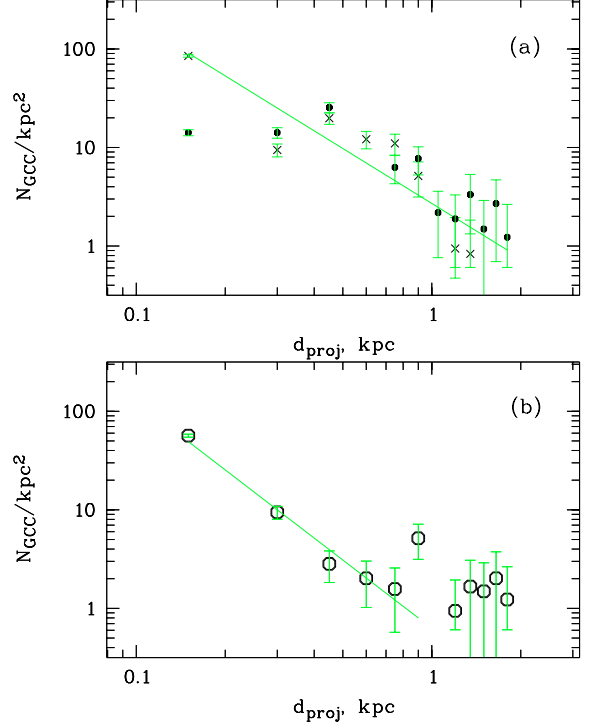 (a)
100
10
1
N_GCC/kpc²
0.1 1
d_proj, kpc
(b)
100
10
1
N_GCC/kpc²
0.1 1
d_proj, kpc